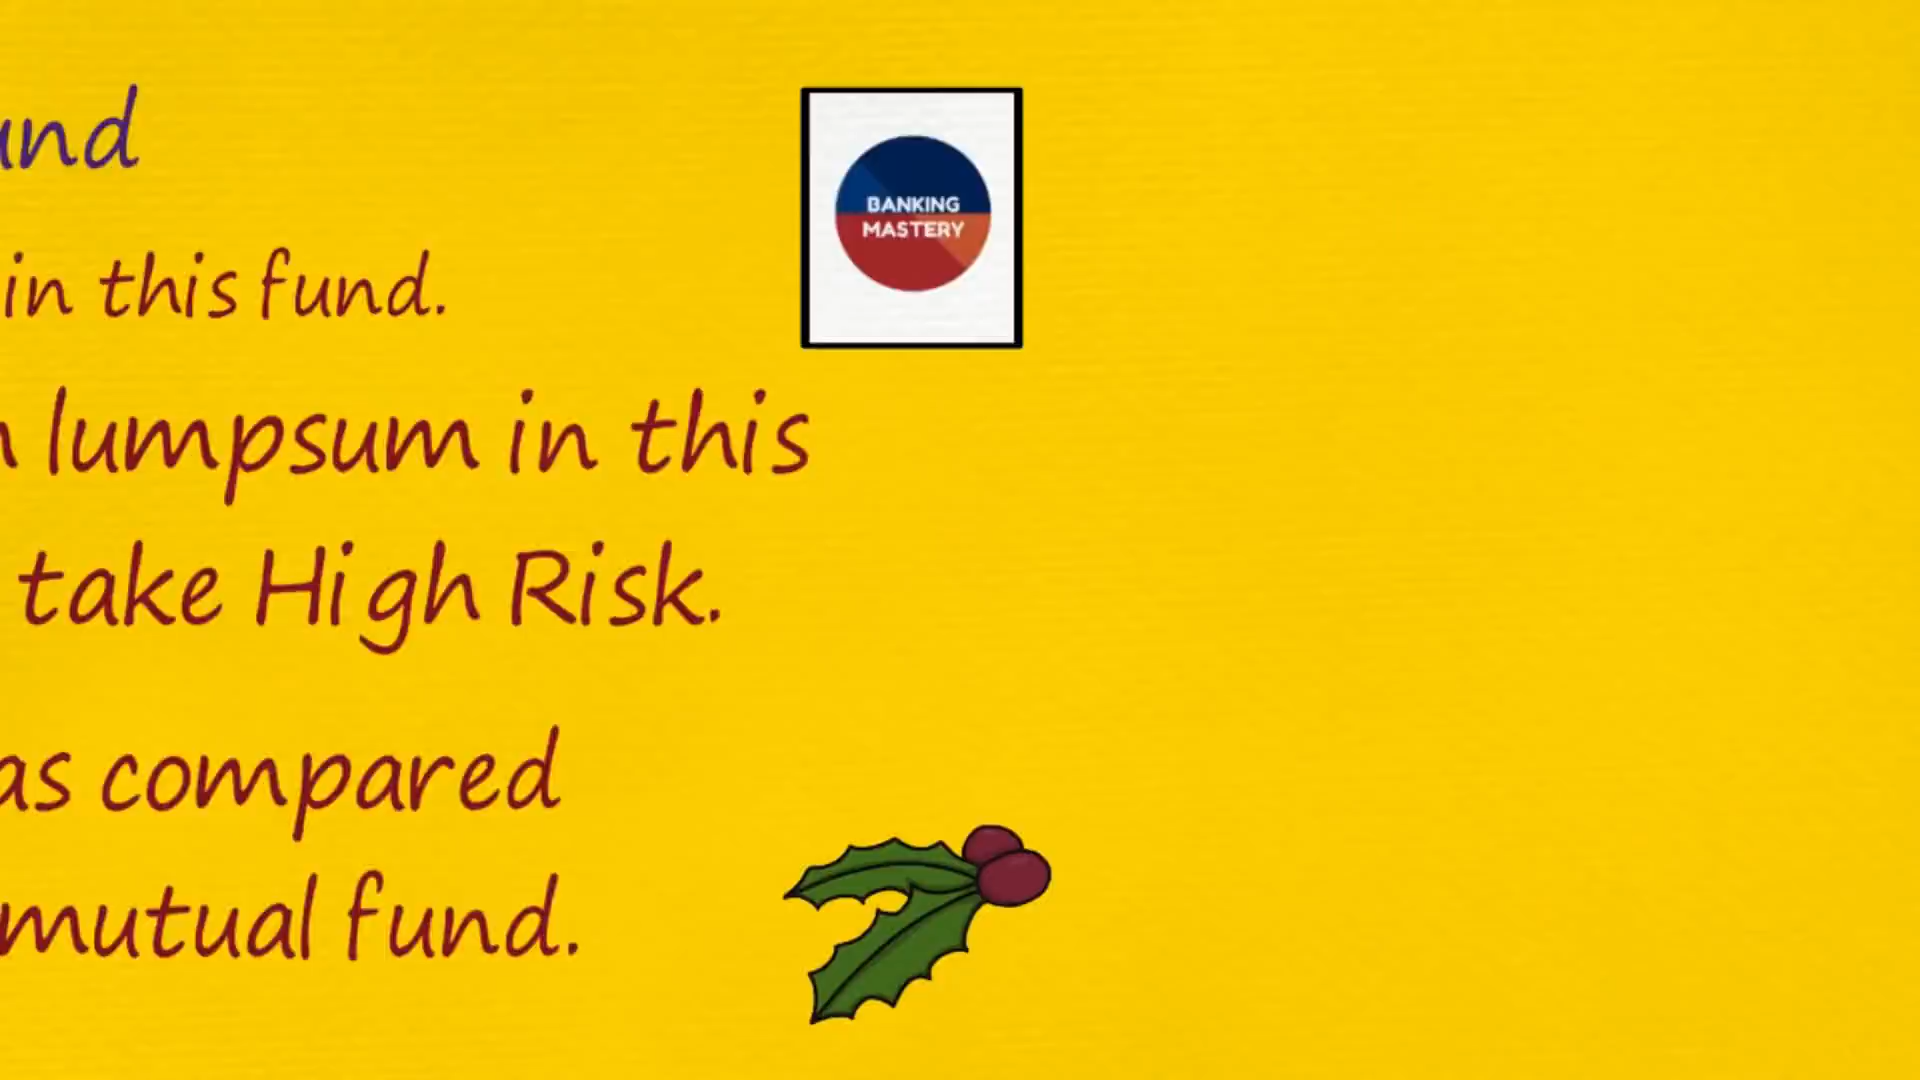 und
in this fund.
lumpsum in this
take High Risk.
as compared
mutual fund.
BANKING
MASTERY